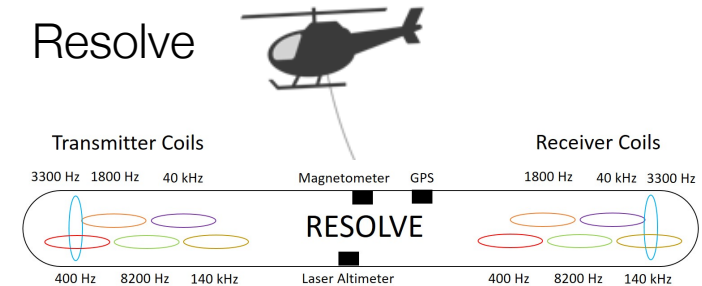 Resolve
Transmitter Coils
Receiver Coils
3300 Hz 1800 Hz 40 kHz
Magnetometer GPS
1800 Hz 40 kHz 3300 Hz
RESOLVE
400 Hz 8200 Hz 140 kHz
Laser Altimeter
400 Hz 8200 Hz 140 kHz